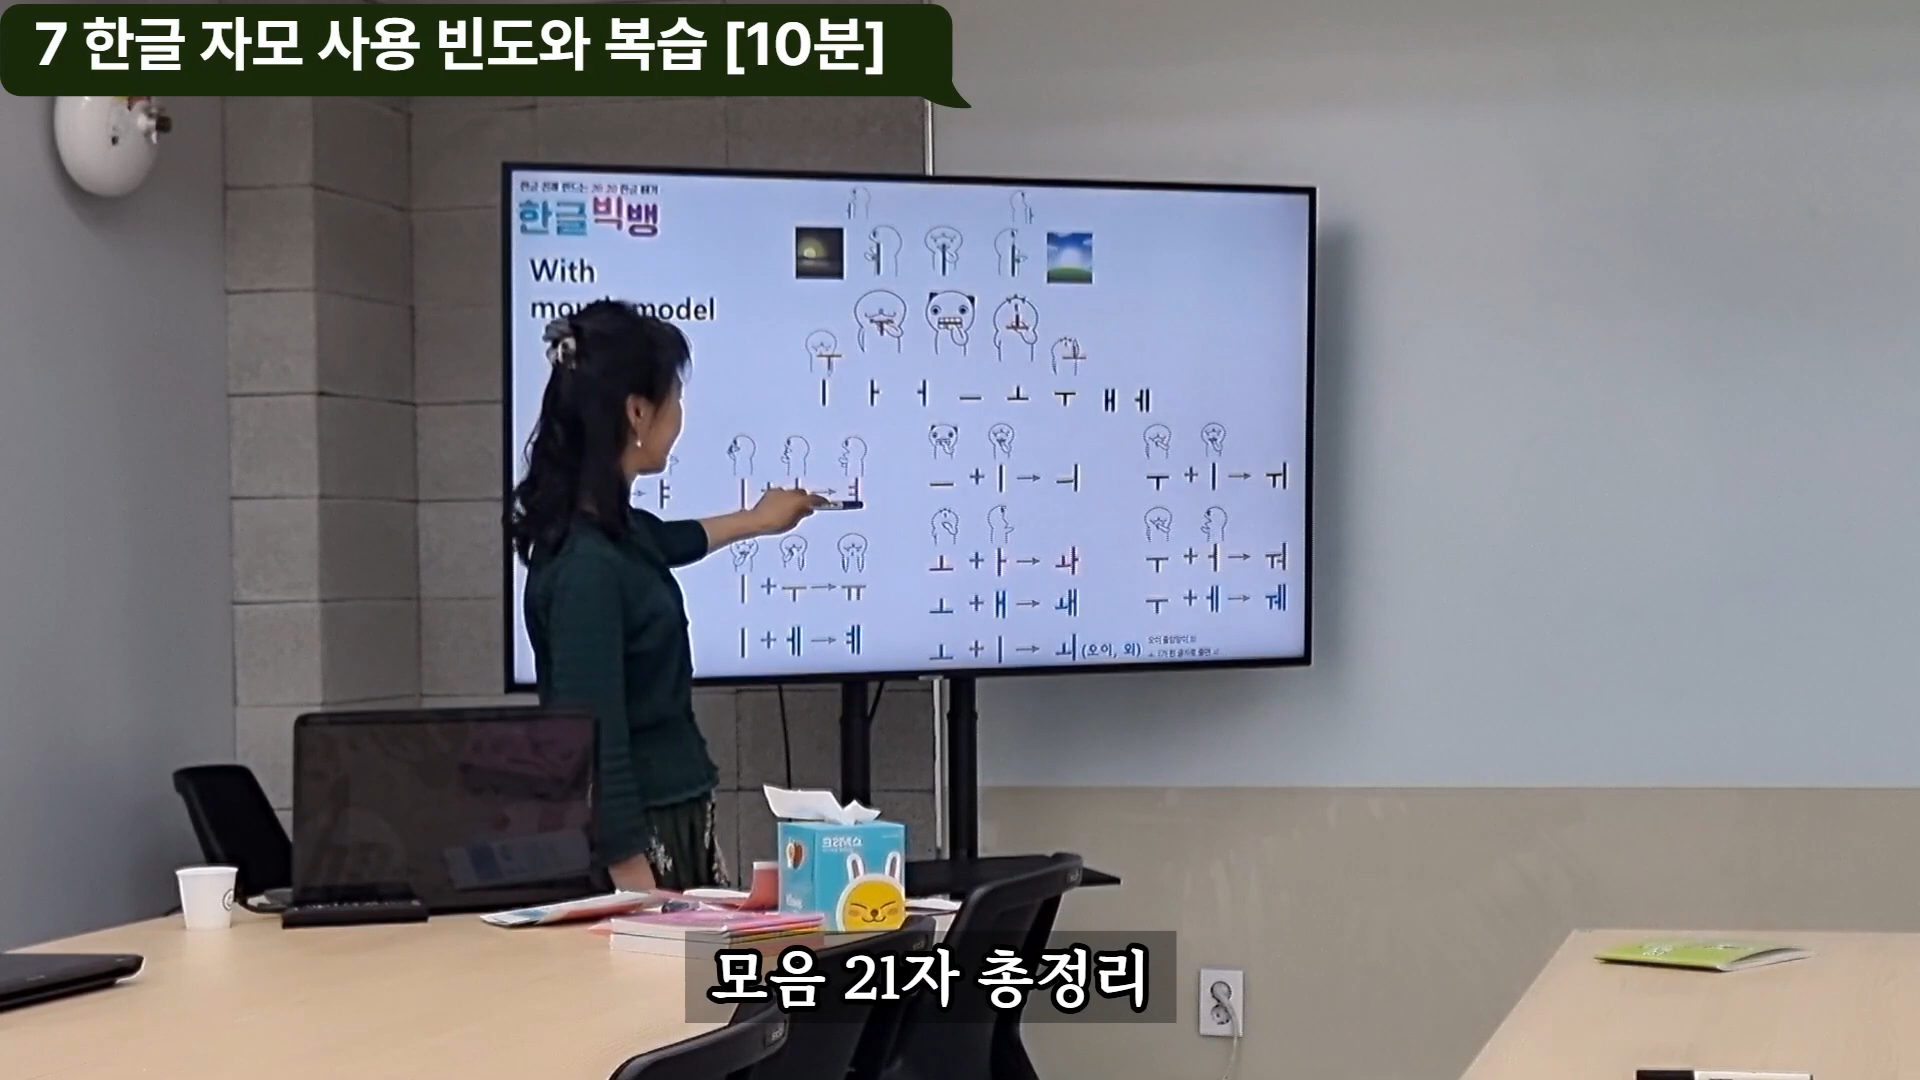 7 한글 자모 사용 빈도와 복습 [10분]
한글빅뱅
With
model
ㅣ ㅏ ㅓ ㅡ ㅗ ㅜ ㅐ ㅔ
→ ㅑ
ㅣ + → ㅕ
ㅡ + ㅣ → ㅢ
ㅜ + ㅣ → ㅟ
ㅣ + ㅜ → ㅠ
ㅗ + ㅏ → ㅘ
ㅜ + ㅓ → ㅝ
ㅗ + ㅐ → ㅙ
ㅜ + ㅔ → ㅞ
ㅣ + ㅔ → ㅖ
ㅗ + ㅣ → ㅚ (오이, 외)
모음 21자 총정리